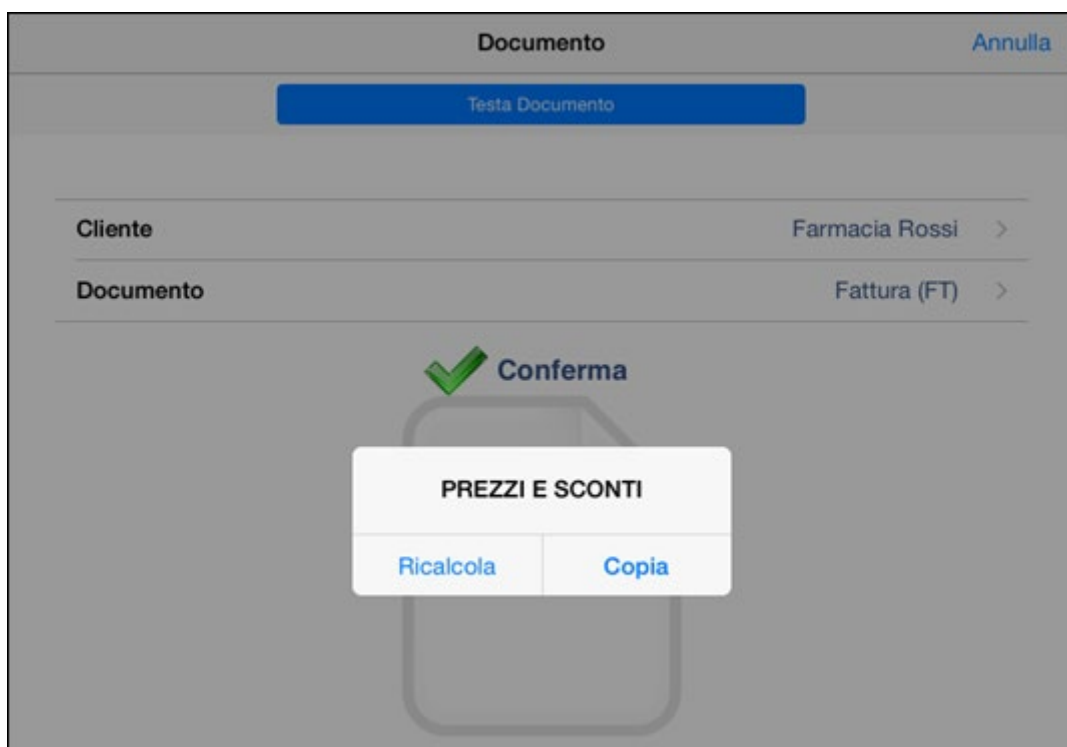 Documento Annulla
Testa Documento
Cliente Farmacia Rossi
Documento Fattura (FT)
Conferma
PREZZI E SCONTI
Ricalcola Copia